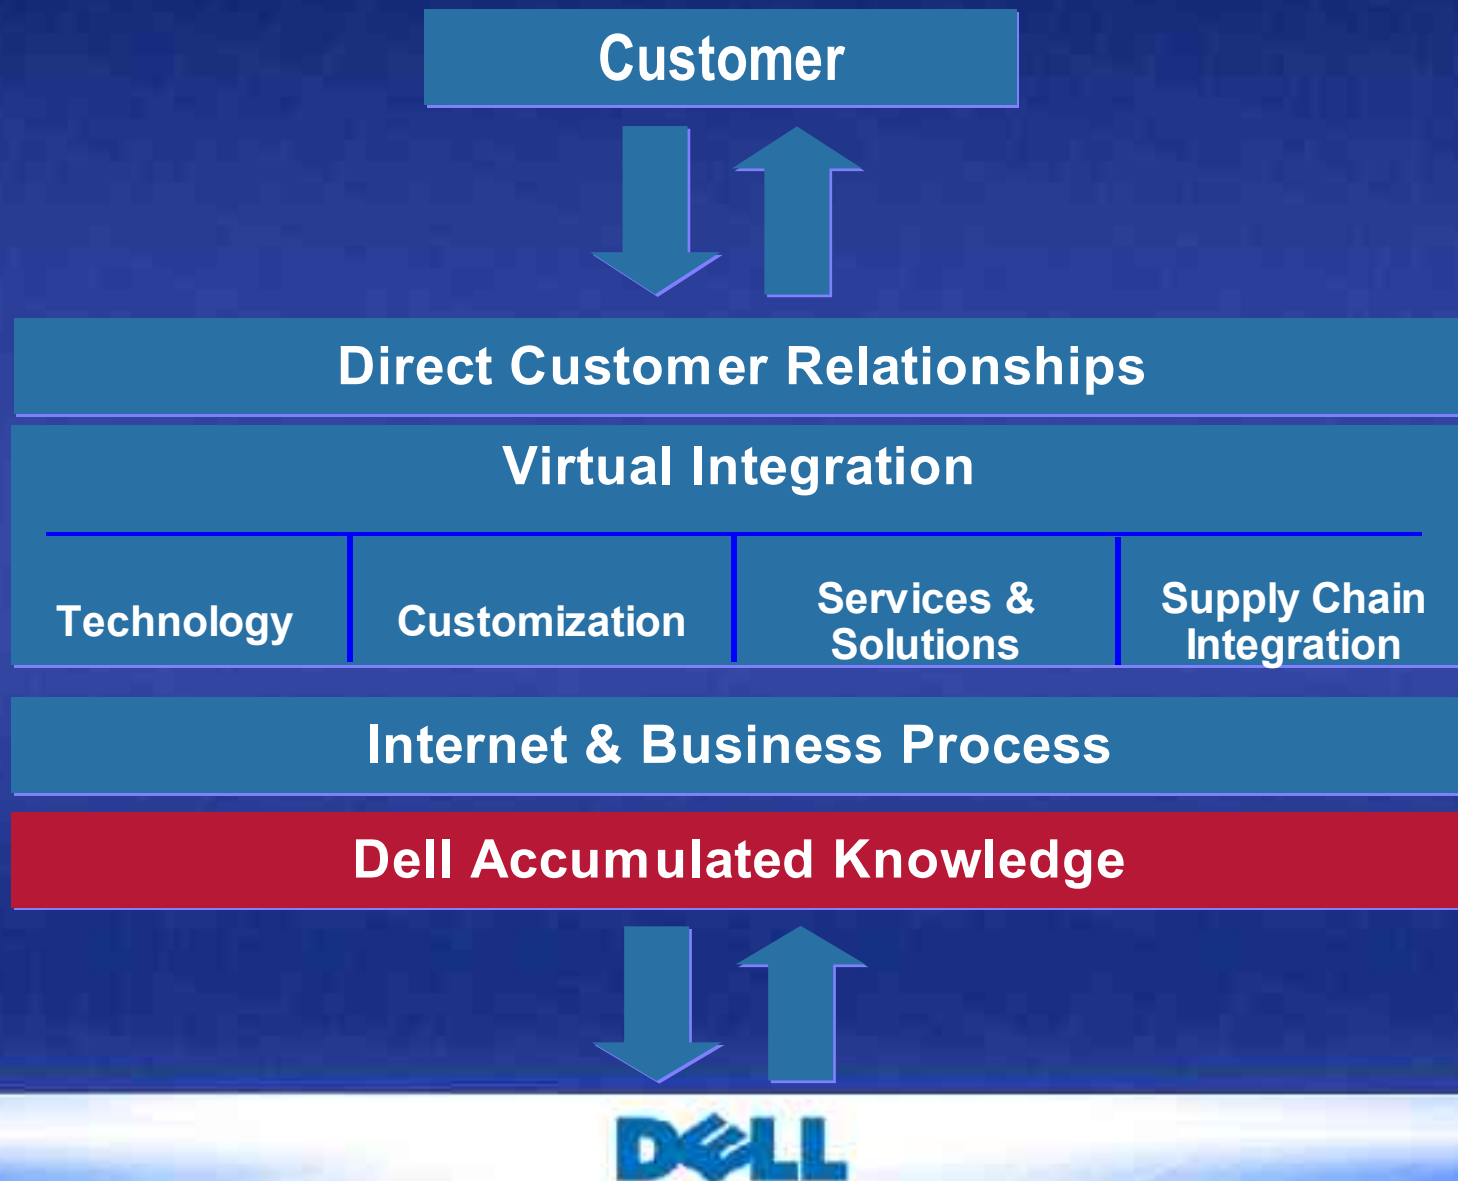 Customer
Direct Customer Relationships
Virtual Integration
Technology
Customization
Services &
Solutions
Supply Chain
Integration
Internet & Business Process
Dell Accumulated Knowledge
DELL